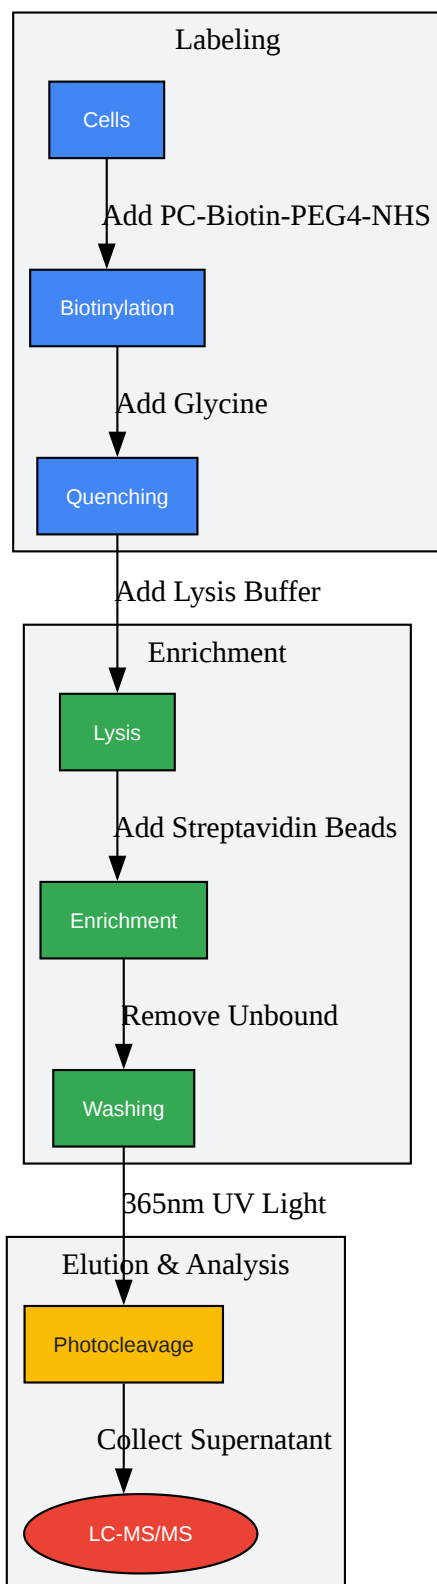 Labeling
Cells
Add PC-Biotin-PEG4-NHS
Biotinylation
Add Glycine
Quenching
Add Lysis Buffer
Enrichment
Lysis
Add Streptavidin Beads
Enrichment
Remove Unbound
Washing
365nm UV Light
Elution & Analysis
Photocleavage
Collect Supernatant
LC-MS/MS